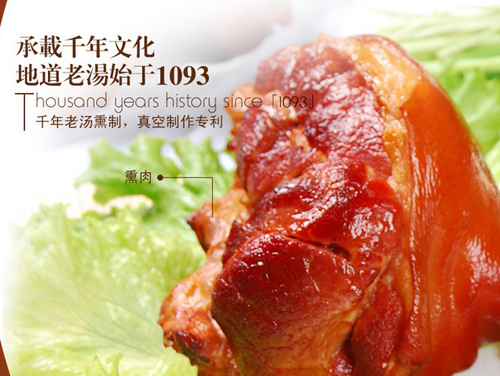 承載千年文化
地道老湯始于1093
Thousand years history since「1093」
千年老汤熏制，真空制作专利
熏肉